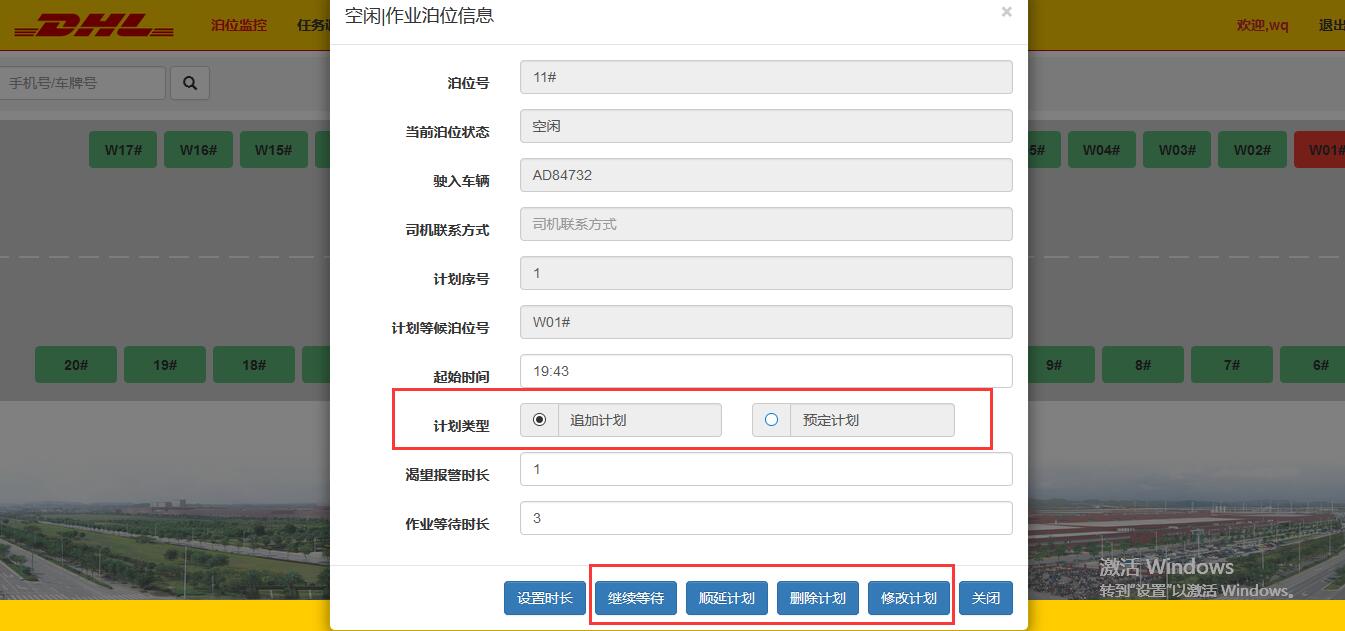 空闲|作业泊位信息
×
DHL
泊位监控
欢迎,wq
手机号/车牌号
泊位号 11#
当前泊位状态 空闲
W17# W16# W15#
W04# W03# W02# W01#
驶入车辆 AD84732
司机联系方式 司机联系方式
计划序号 1
计划等候泊位号 W01#
20# 19# 18#
9# 8# 7# 6#
起始时间 19:43
计划类型 追加计划 预定计划
渴望报警时长 1
作业等待时长 3
激活 Windows
转到"设置"以激活 Windows。
设置时长 继续等待 顺延计划 删除计划 修改计划 关闭